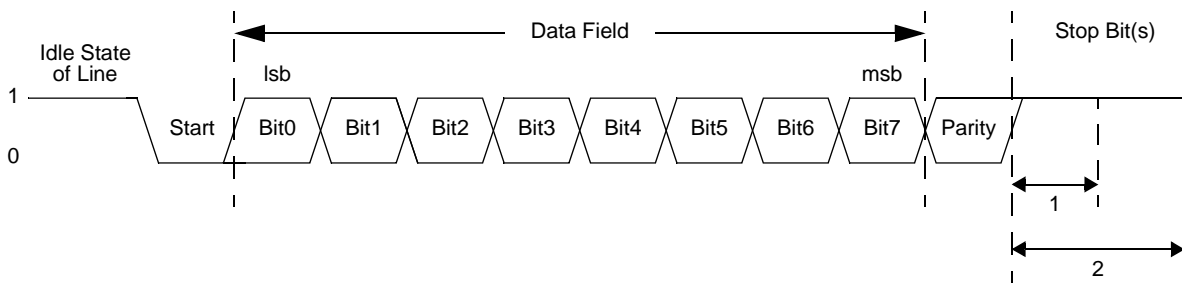 Data Field
Stop Bit(s)
Idle State
of Line
lsb
msb
1
Start
Bit0
Bit1
Bit2
Bit3
Bit4
Bit5
Bit6
Bit7
Parity
0
1
2